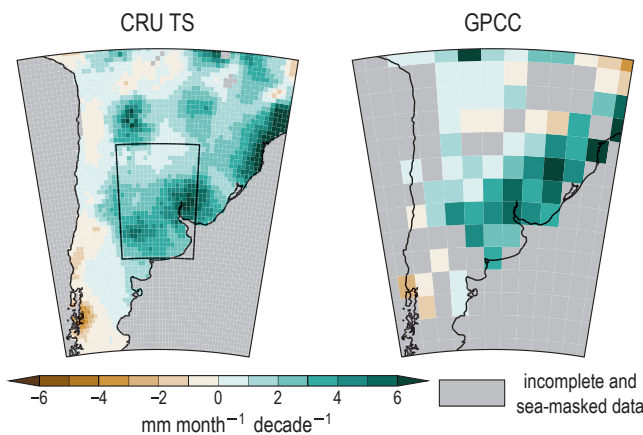 CRU TS
GPCC
−6 −4 −2 0 2 4 6
mm month⁻¹ decade⁻¹
incomplete and
sea-masked data